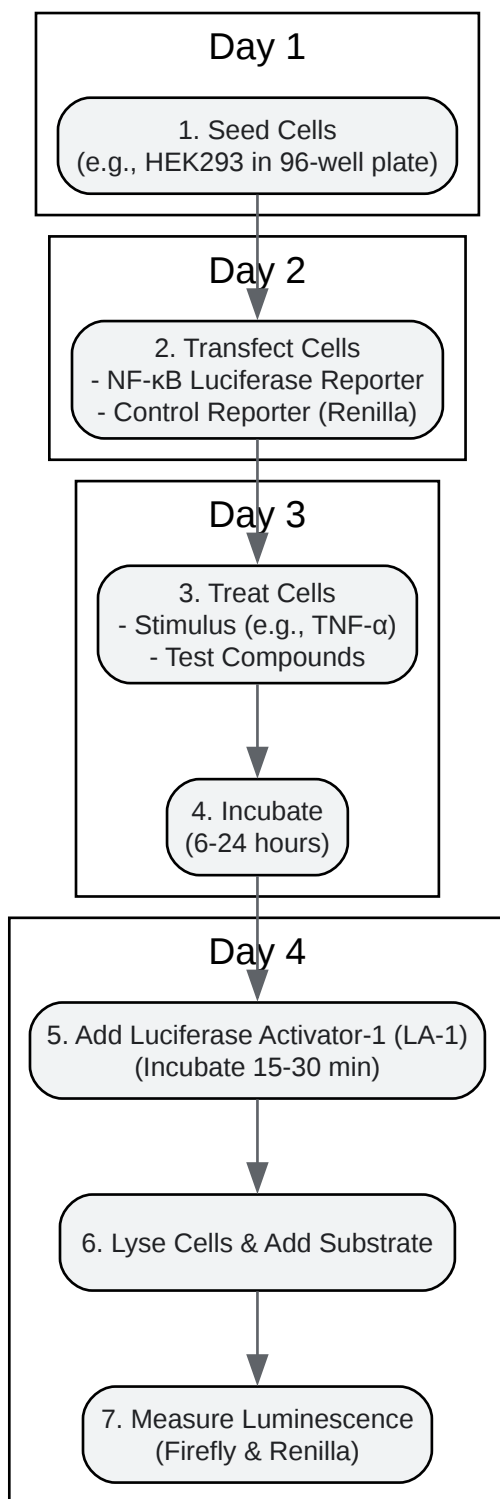 Day 1
1. Seed Cells
(e.g., HEK293 in 96-well plate)
Day 2
2. Transfect Cells
- NF-κB Luciferase Reporter
- Control Reporter (Renilla)
Day 3
3. Treat Cells
- Stimulus (e.g., TNF-α)
- Test Compounds
4. Incubate
(6-24 hours)
Day 4
5. Add Luciferase Activator-1 (LA-1)
(Incubate 15-30 min)
6. Lyse Cells & Add Substrate
7. Measure Luminescence
(Firefly & Renilla)